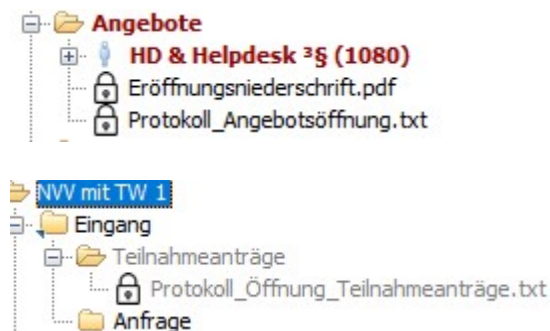 Angebote
HD & Helpdesk ³§ (1080)
Eröffnungsniederschrift.pdf
Protokoll_Angebotsöffnung.txt
NVV mit TW 1
Eingang
Teilnahmeanträge
Protokoll_Öffnung_Teilnahmeanträge.txt
Anfrage